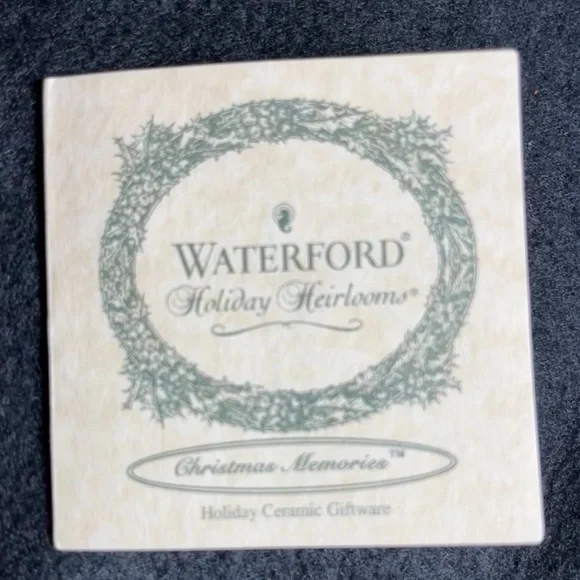 WATERFORD®
Holiday Heirlooms®
Christmas Memories™
Holiday Ceramic Giftware